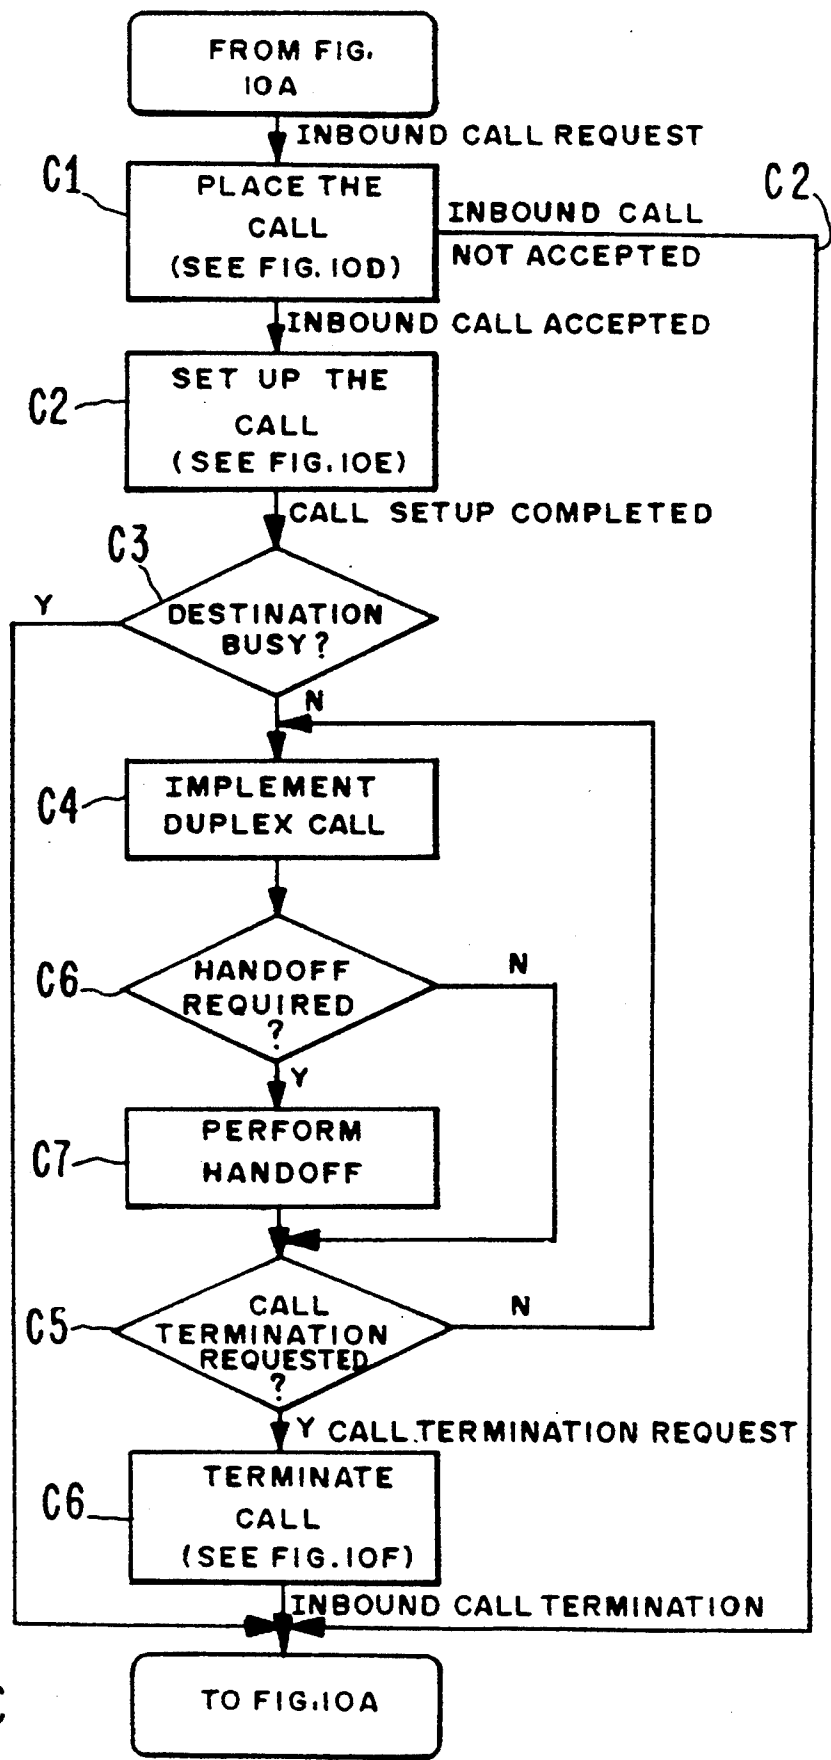 FROM FIG.
10A
INBOUND CALL REQUEST
C1
PLACE THE
CALL
(SEE FIG. 10D)
INBOUND CALL
NOT ACCEPTED
C2
INBOUND CALL ACCEPTED
C2
SET UP THE
CALL
(SEE FIG. 10E)
CALL SETUP COMPLETED
C3
Y
DESTINATION
BUSY?
N
C4
IMPLEMENT
DUPLEX CALL
C6
HANDOFF
REQUIRED
?
N
Y
C7
PERFORM
HANDOFF
C5
CALL
TERMINATION
REQUESTED
?
N
Y CALL TERMINATION REQUEST
C6
TERMINATE
CALL
(SEE FIG. 10F)
INBOUND CALL TERMINATION
TO FIG. 10A